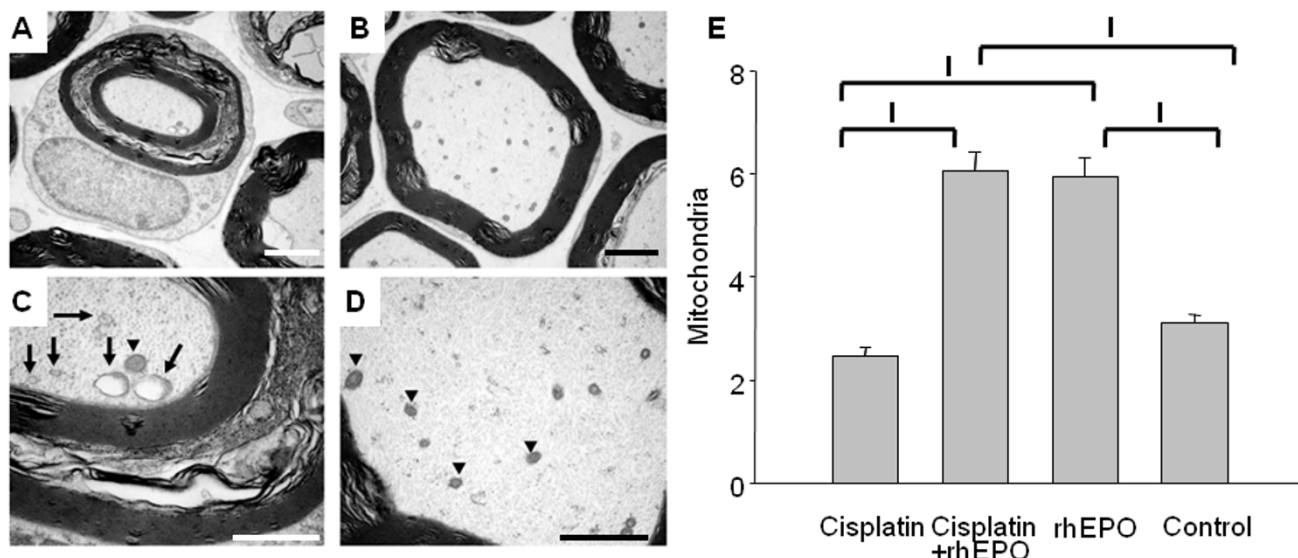 A
B
C
D
E
I
I
I
I
8
6
4
2
0
Mitochondria
Cisplatin
Cisplatin
+rhEPO
rhEPO
Control